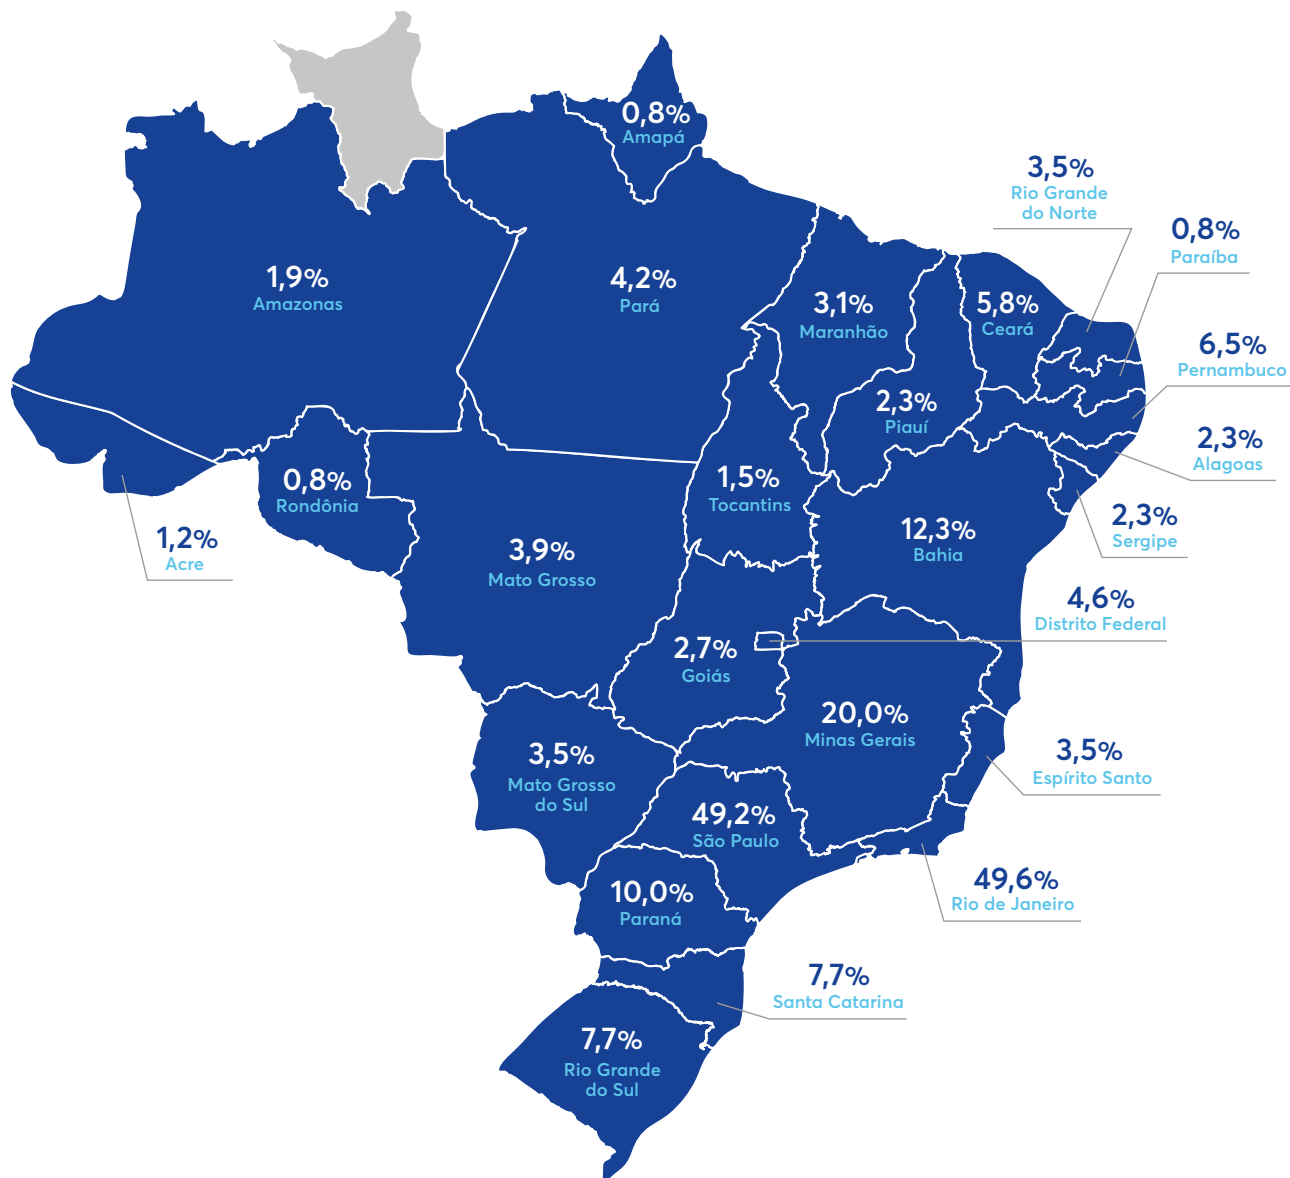 0,8%
Amapá
3,5%
Rio Grande
do Norte
0,8%
Paraíba
1,9%
Amazonas
4,2%
Pará
3,1%
Maranhão
5,8%
Ceará
6,5%
Pernambuco
2,3%
Piauí
2,3%
Alagoas
0,8%
Rondônia
1,5%
Tocantins
1,2%
Acre
3,9%
Mato Grosso
12,3%
Bahia
2,3%
Sergipe
4,6%
Distrito Federal
2,7%
Goiás
20,0%
Minas Gerais
3,5%
Mato Grosso
do Sul
3,5%
Espírito Santo
49,2%
São Paulo
49,6%
Rio de Janeiro
10,0%
Paraná
7,7%
Santa Catarina
7,7%
Rio Grande
do Sul